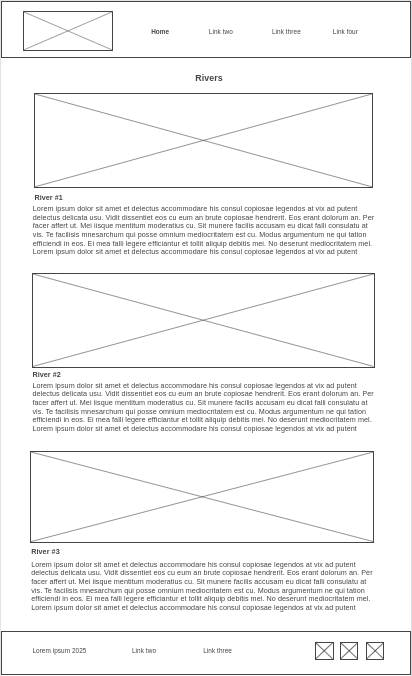 Home Link two Link three Link four
Rivers
River #1
Lorem ipsum dolor sit amet et delectus accommodare his consul copiosae legendos at vix ad putent
delectus delicata usu. Vidit dissentiet eos cu eum an brute copiosae hendrerit. Eos erant dolorum an. Per
facer affert ut. Mei iisque mentitum moderatius cu. Sit munere facilis accusam eu dicat falli consulatu at
vis. Te facilisis mnesarchum qui posse omnium mediocritatem est cu. Modus argumentum ne qui tation
efficiendi in eos. Ei mea falli legere efficiantur et tollit aliquip debitis mei. No deserunt mediocritatem mel.
Lorem ipsum dolor sit amet et delectus accommodare his consul copiosae legendos at vix ad putent
River #2
Lorem ipsum dolor sit amet et delectus accommodare his consul copiosae legendos at vix ad putent
delectus delicata usu. Vidit dissentiet eos cu eum an brute copiosae hendrerit. Eos erant dolorum an. Per
facer affert ut. Mei iisque mentitum moderatius cu. Sit munere facilis accusam eu dicat falli consulatu at
vis. Te facilisis mnesarchum qui posse omnium mediocritatem est cu. Modus argumentum ne qui tation
efficiendi in eos. Ei mea falli legere efficiantur et tollit aliquip debitis mei. No deserunt mediocritatem mel.
Lorem ipsum dolor sit amet et delectus accommodare his consul copiosae legendos at vix ad putent
River #3
Lorem ipsum dolor sit amet et delectus accommodare his consul copiosae legendos at vix ad putent
delectus delicata usu. Vidit dissentiet eos cu eum an brute copiosae hendrerit. Eos erant dolorum an. Per
facer affert ut. Mei iisque mentitum moderatius cu. Sit munere facilis accusam eu dicat falli consulatu at
vis. Te facilisis mnesarchum qui posse omnium mediocritatem est cu. Modus argumentum ne qui tation
efficiendi in eos. Ei mea falli legere efficiantur et tollit aliquip debitis mei. No deserunt mediocritatem mel.
Lorem ipsum dolor sit amet et delectus accommodare his consul copiosae legendos at vix ad putent
Lorem ipsum 2025 Link two Link three